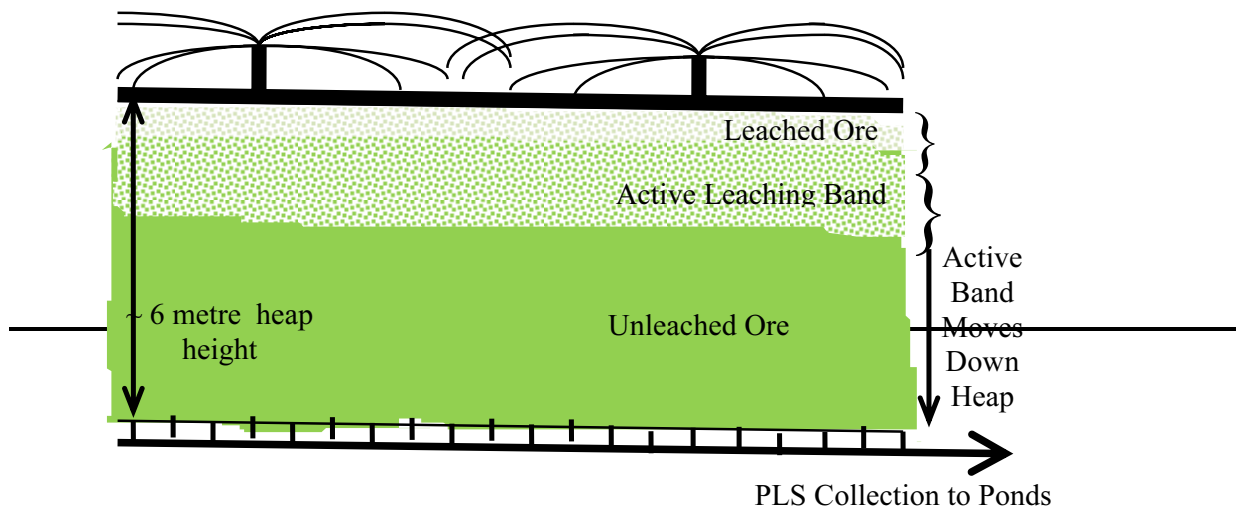 Leached Ore
Active Leaching Band
~ 6 metre heap
height
Unleached Ore
Active
Band
Moves
Down
Heap
PLS Collection to Ponds